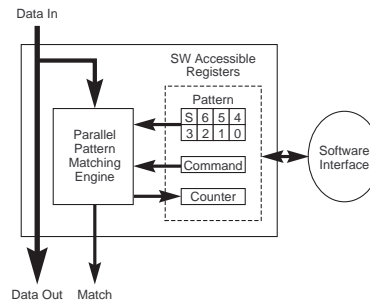 Data In
SW Accessible
Registers
Pattern
S 6 5 4
3 2 1 0
Parallel
Pattern
Matching
Engine
Command
Counter
Software
Interface
Data Out
Match